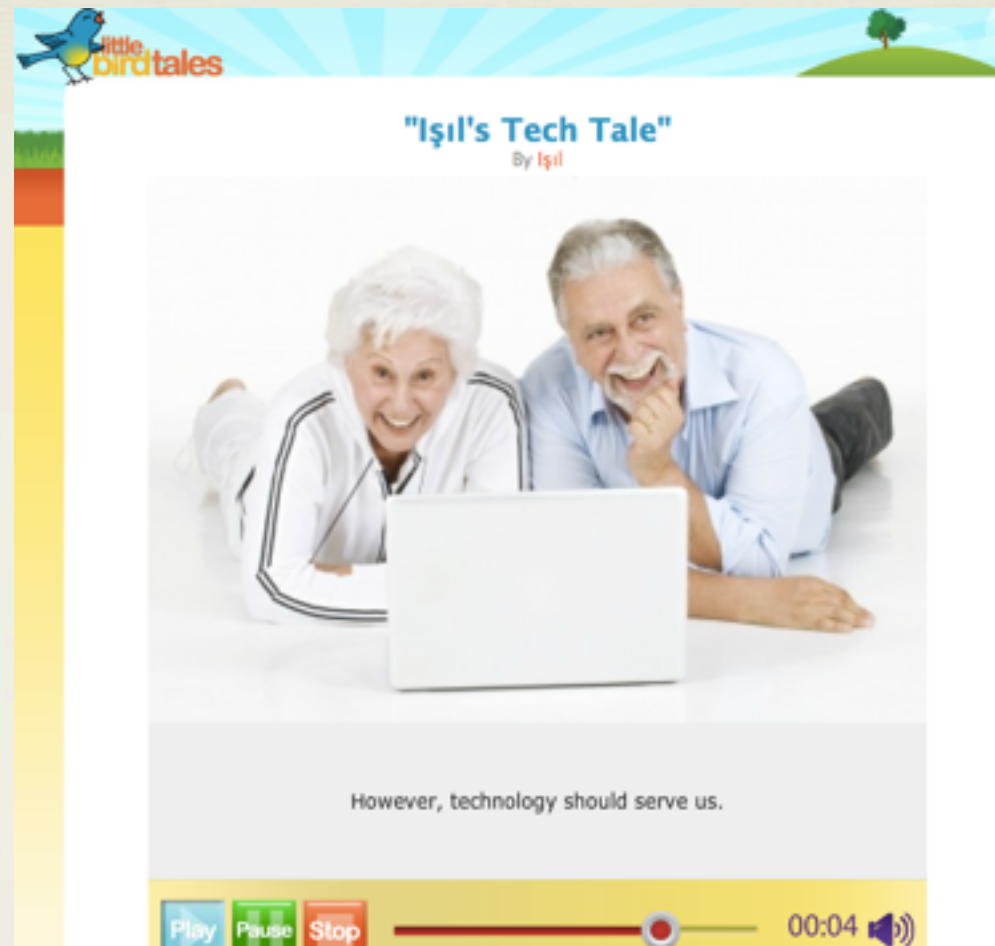 little
birdtales
"Işıl's Tech Tale"
By Işıl
However, technology should serve us.
Play Pause Stop 00:04